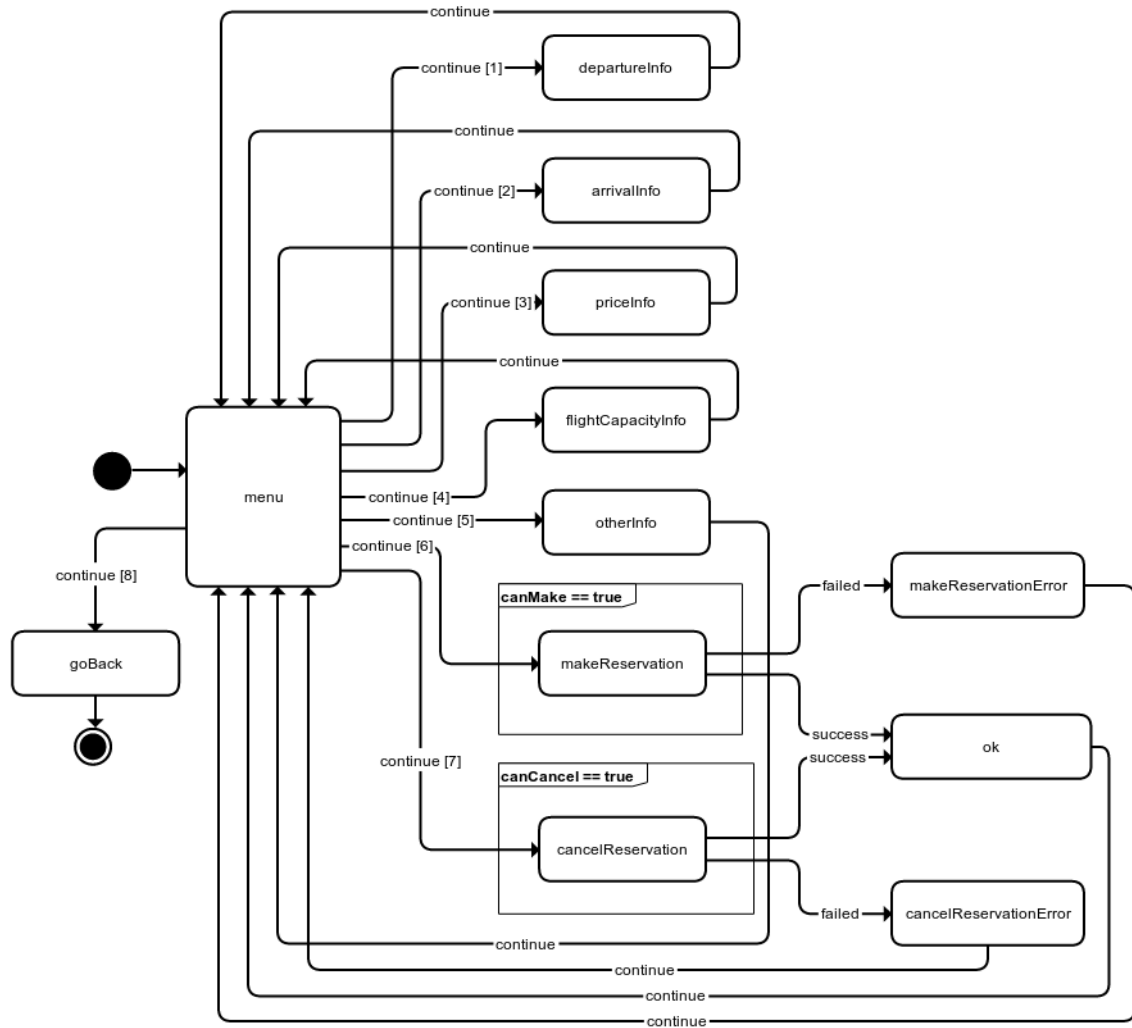 continue
departureInfo
continue [1]
continue
arrivalInfo
continue [2]
continue
priceInfo
continue [3]
continue
flightCapacityInfo
menu
continue [4]
continue [5]
otherInfo
continue [6]
continue [8]
canMake == true
failed
makeReservationError
goBack
makeReservation
success
ok
success
continue [7]
canCancel == true
cancelReservation
failed
cancelReservationError
continue
continue
continue
continue